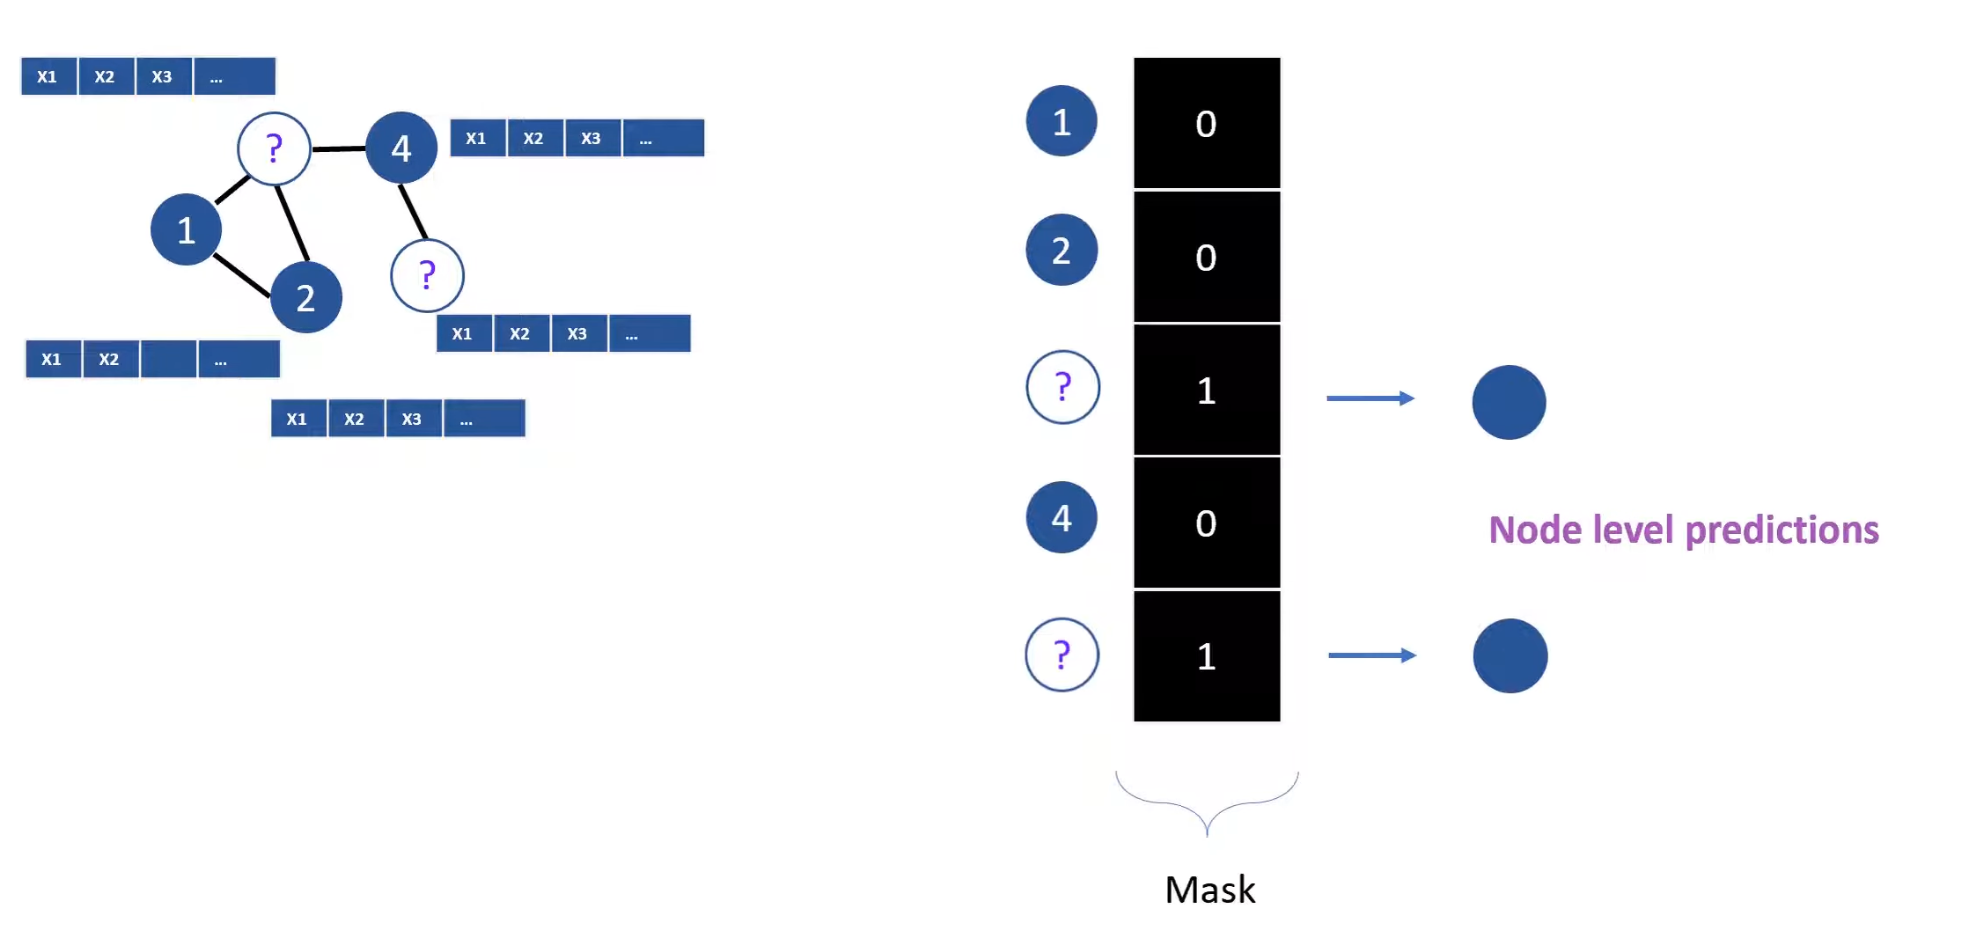 X1 X2 X3 ...
?
4
X1 X2 X3 ...
1
2
?
X1 X2 X3 ...
X1 X2 ...
X1 X2 X3 ...
1 0
2 0
? 1
4 0
Node level predictions
? 1
Mask